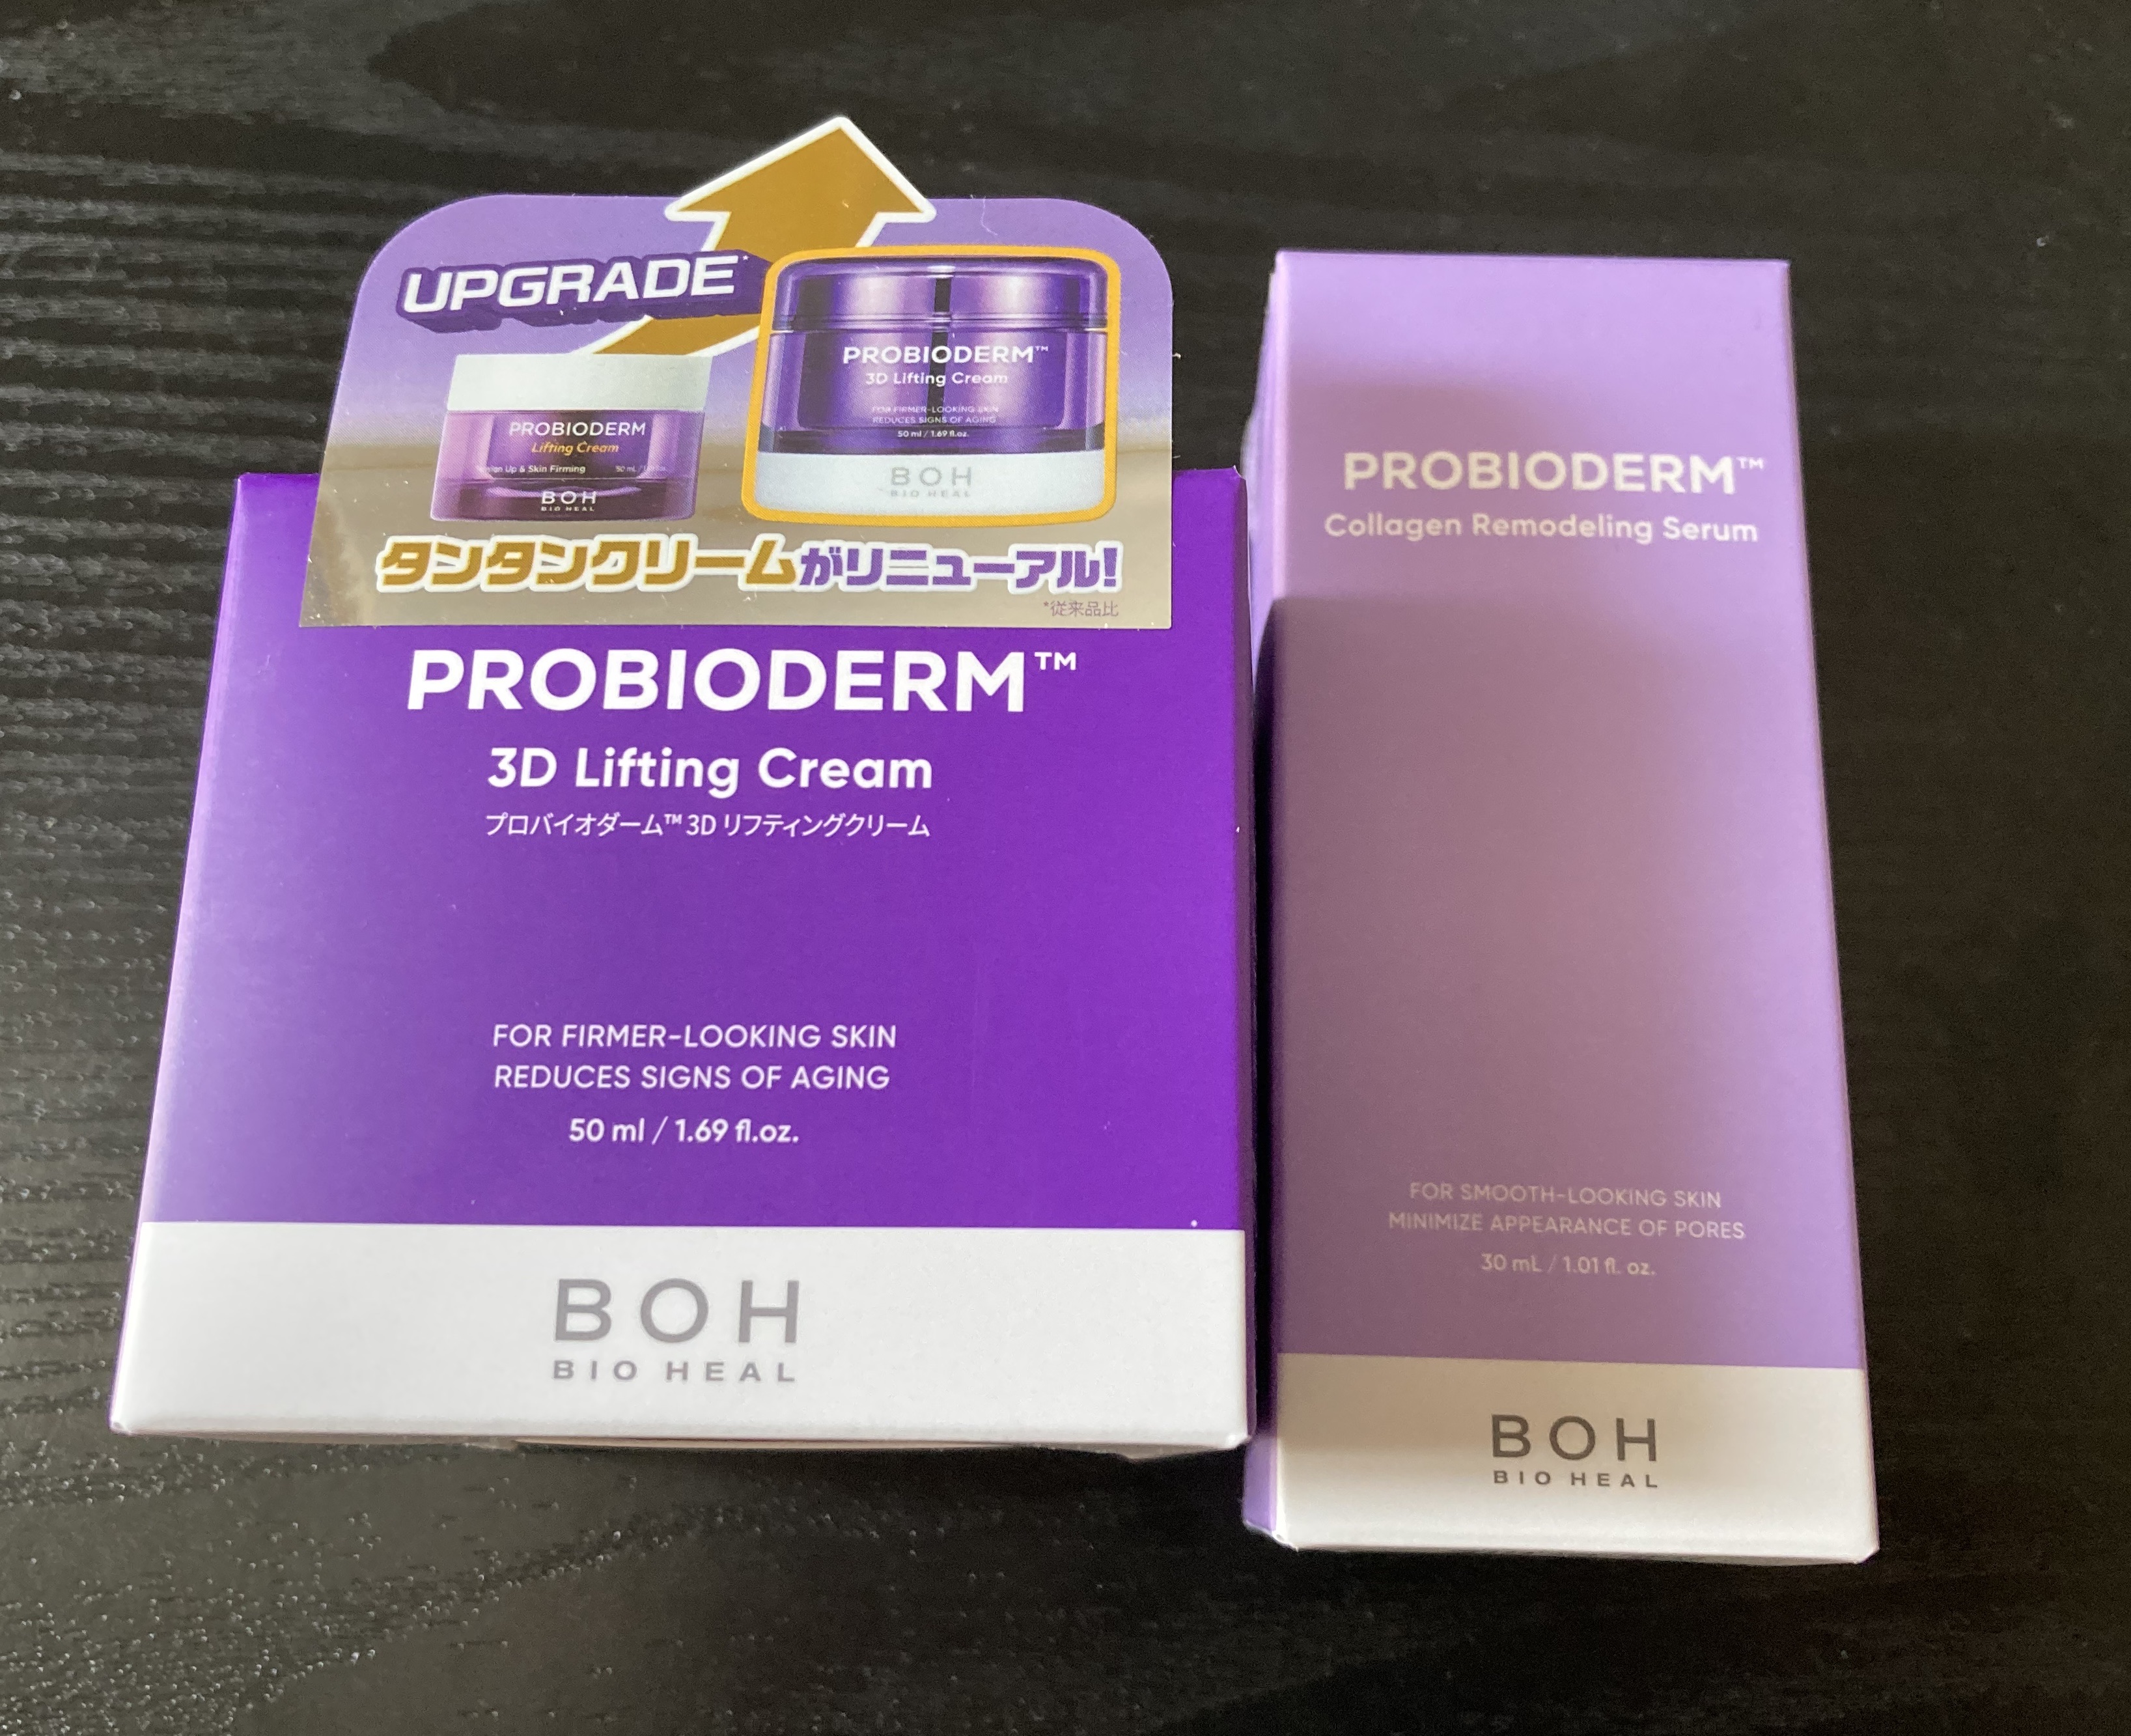 UPGRADE*
PROBIODERM
Lifting Cream
Up & Skin Firming
50 mL
BOH
BIO HEAL
PROBIODERM™
3D Lifting Cream
FOR FIRMER-LOOKING SKIN
REDUCES SIGNS OF AGING
50 ml / 1.69 fl.oz.
BOH
BIO HEAL
タンタンクリームがリニューアル!
*従来品比
PROBIODERM™
3D Lifting Cream
プロバイオダーム™ 3D リフティングクリーム
FOR FIRMER-LOOKING SKIN
REDUCES SIGNS OF AGING
50 ml / 1.69 fl.oz.
BOH
BIO HEAL
PROBIODERM™
Collagen Remodeling Serum
FOR SMOOTH-LOOKING SKIN
MINIMIZE APPEARANCE OF PORES
30 mL / 1.01 fl. oz.
BOH
BIO HEAL